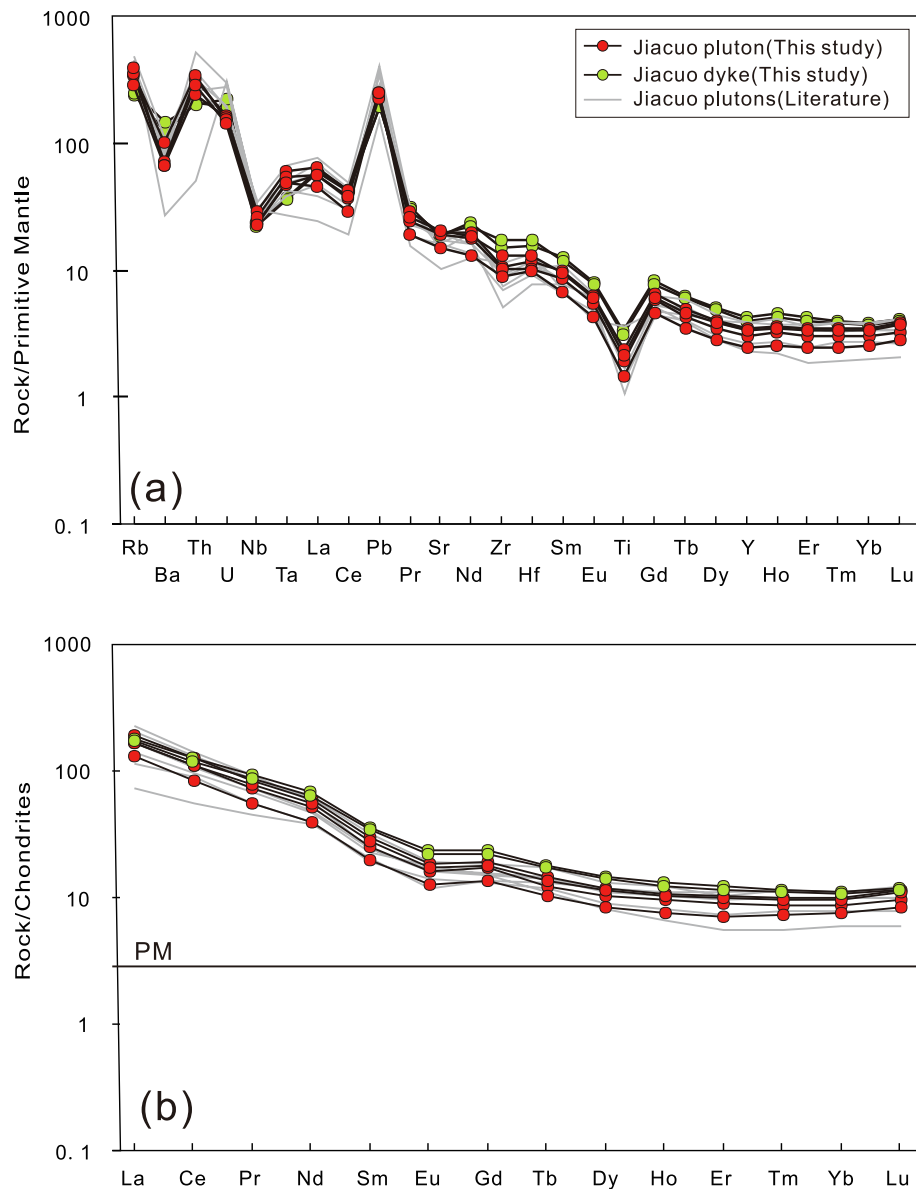 1000
Jiacuo pluton(This study)
Jiacuo dyke(This study)
Jiacuo plutons(Literature)
100
10
1
0.1
Rock/Primitive Mantle
(a)
Rb Th Nb La Pb Sr Zr Sm Ti Tb Y Er Yb
Ba U Ta Ce Pr Nd Hf Eu Gd Dy Ho Tm Lu
1000
100
10
1
0.1
Rock/Chondrites
PM
(b)
La Ce Pr Nd Sm Eu Gd Tb Dy Ho Er Tm Yb Lu